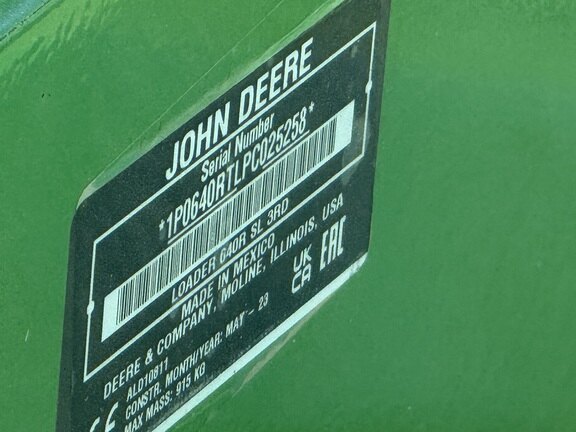 JOHN DEERE
Serial Number
*1P0640RTLPC025258*
LOADER 640R SL 3RD
MADE IN MEXICO
DEERE & COMPANY, MOLINE, ILLINOIS, USA
ALD10811
CONSTR. MONTH/YEAR: MAY - 23
MAX MASS: 915 KG
CE
UK
CA
EAC